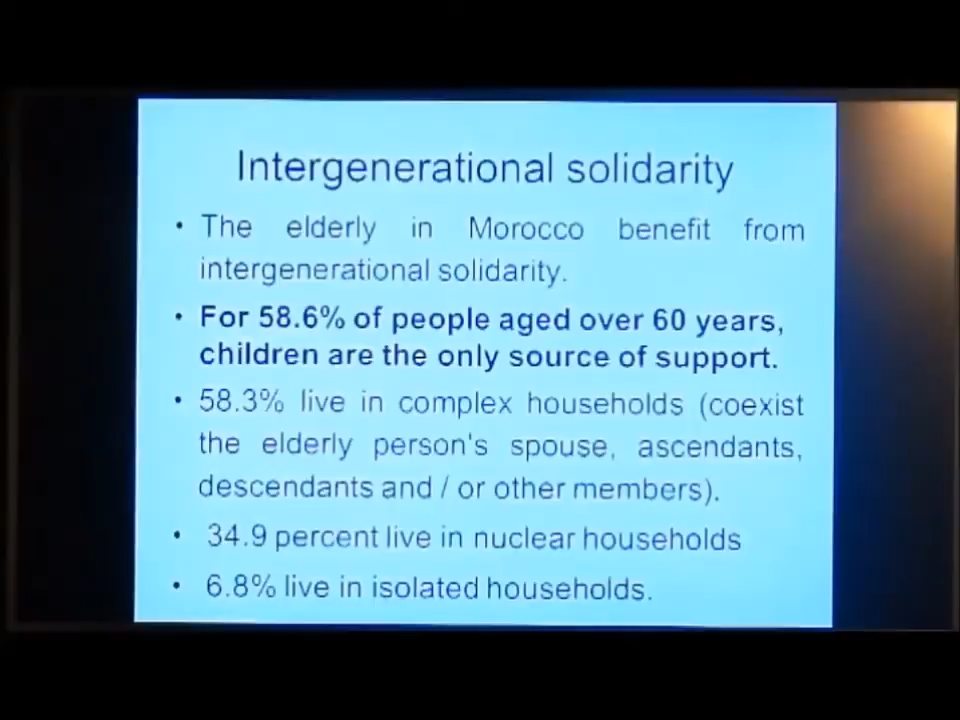 Intergenerational solidarity
• The elderly in Morocco benefit from
intergenerational solidarity.
• For 58.6% of people aged over 60 years,
children are the only source of support.
• 58.3% live in complex households (coexist
the elderly person's spouse, ascendants,
descendants and / or other members).
• 34.9 percent live in nuclear households
• 6.8% live in isolated households.